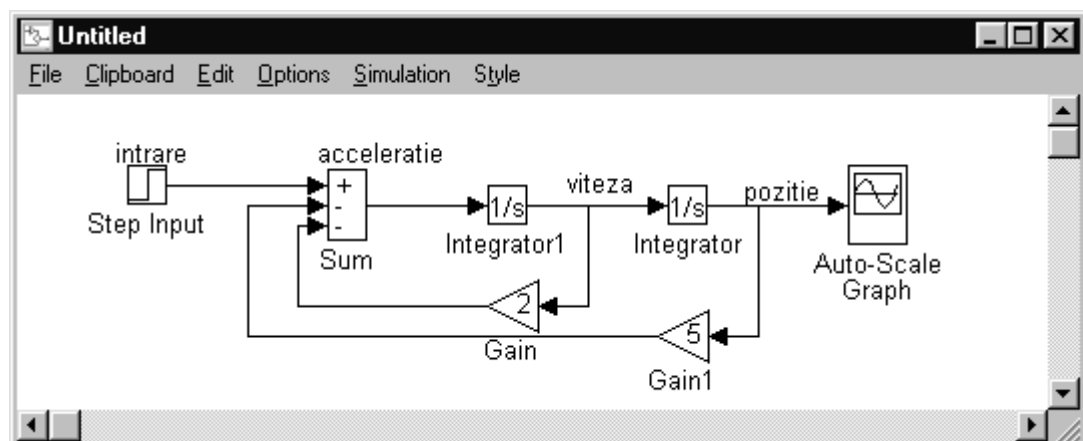 Untitled
File Clipboard Edit Options Simulation Style
intrare
Step Input
acceleratie
+
-
-
Sum
1/s
Integrator1
viteza
1/s
Integrator
pozitie
Auto-Scale
Graph
2
Gain
5
Gain1